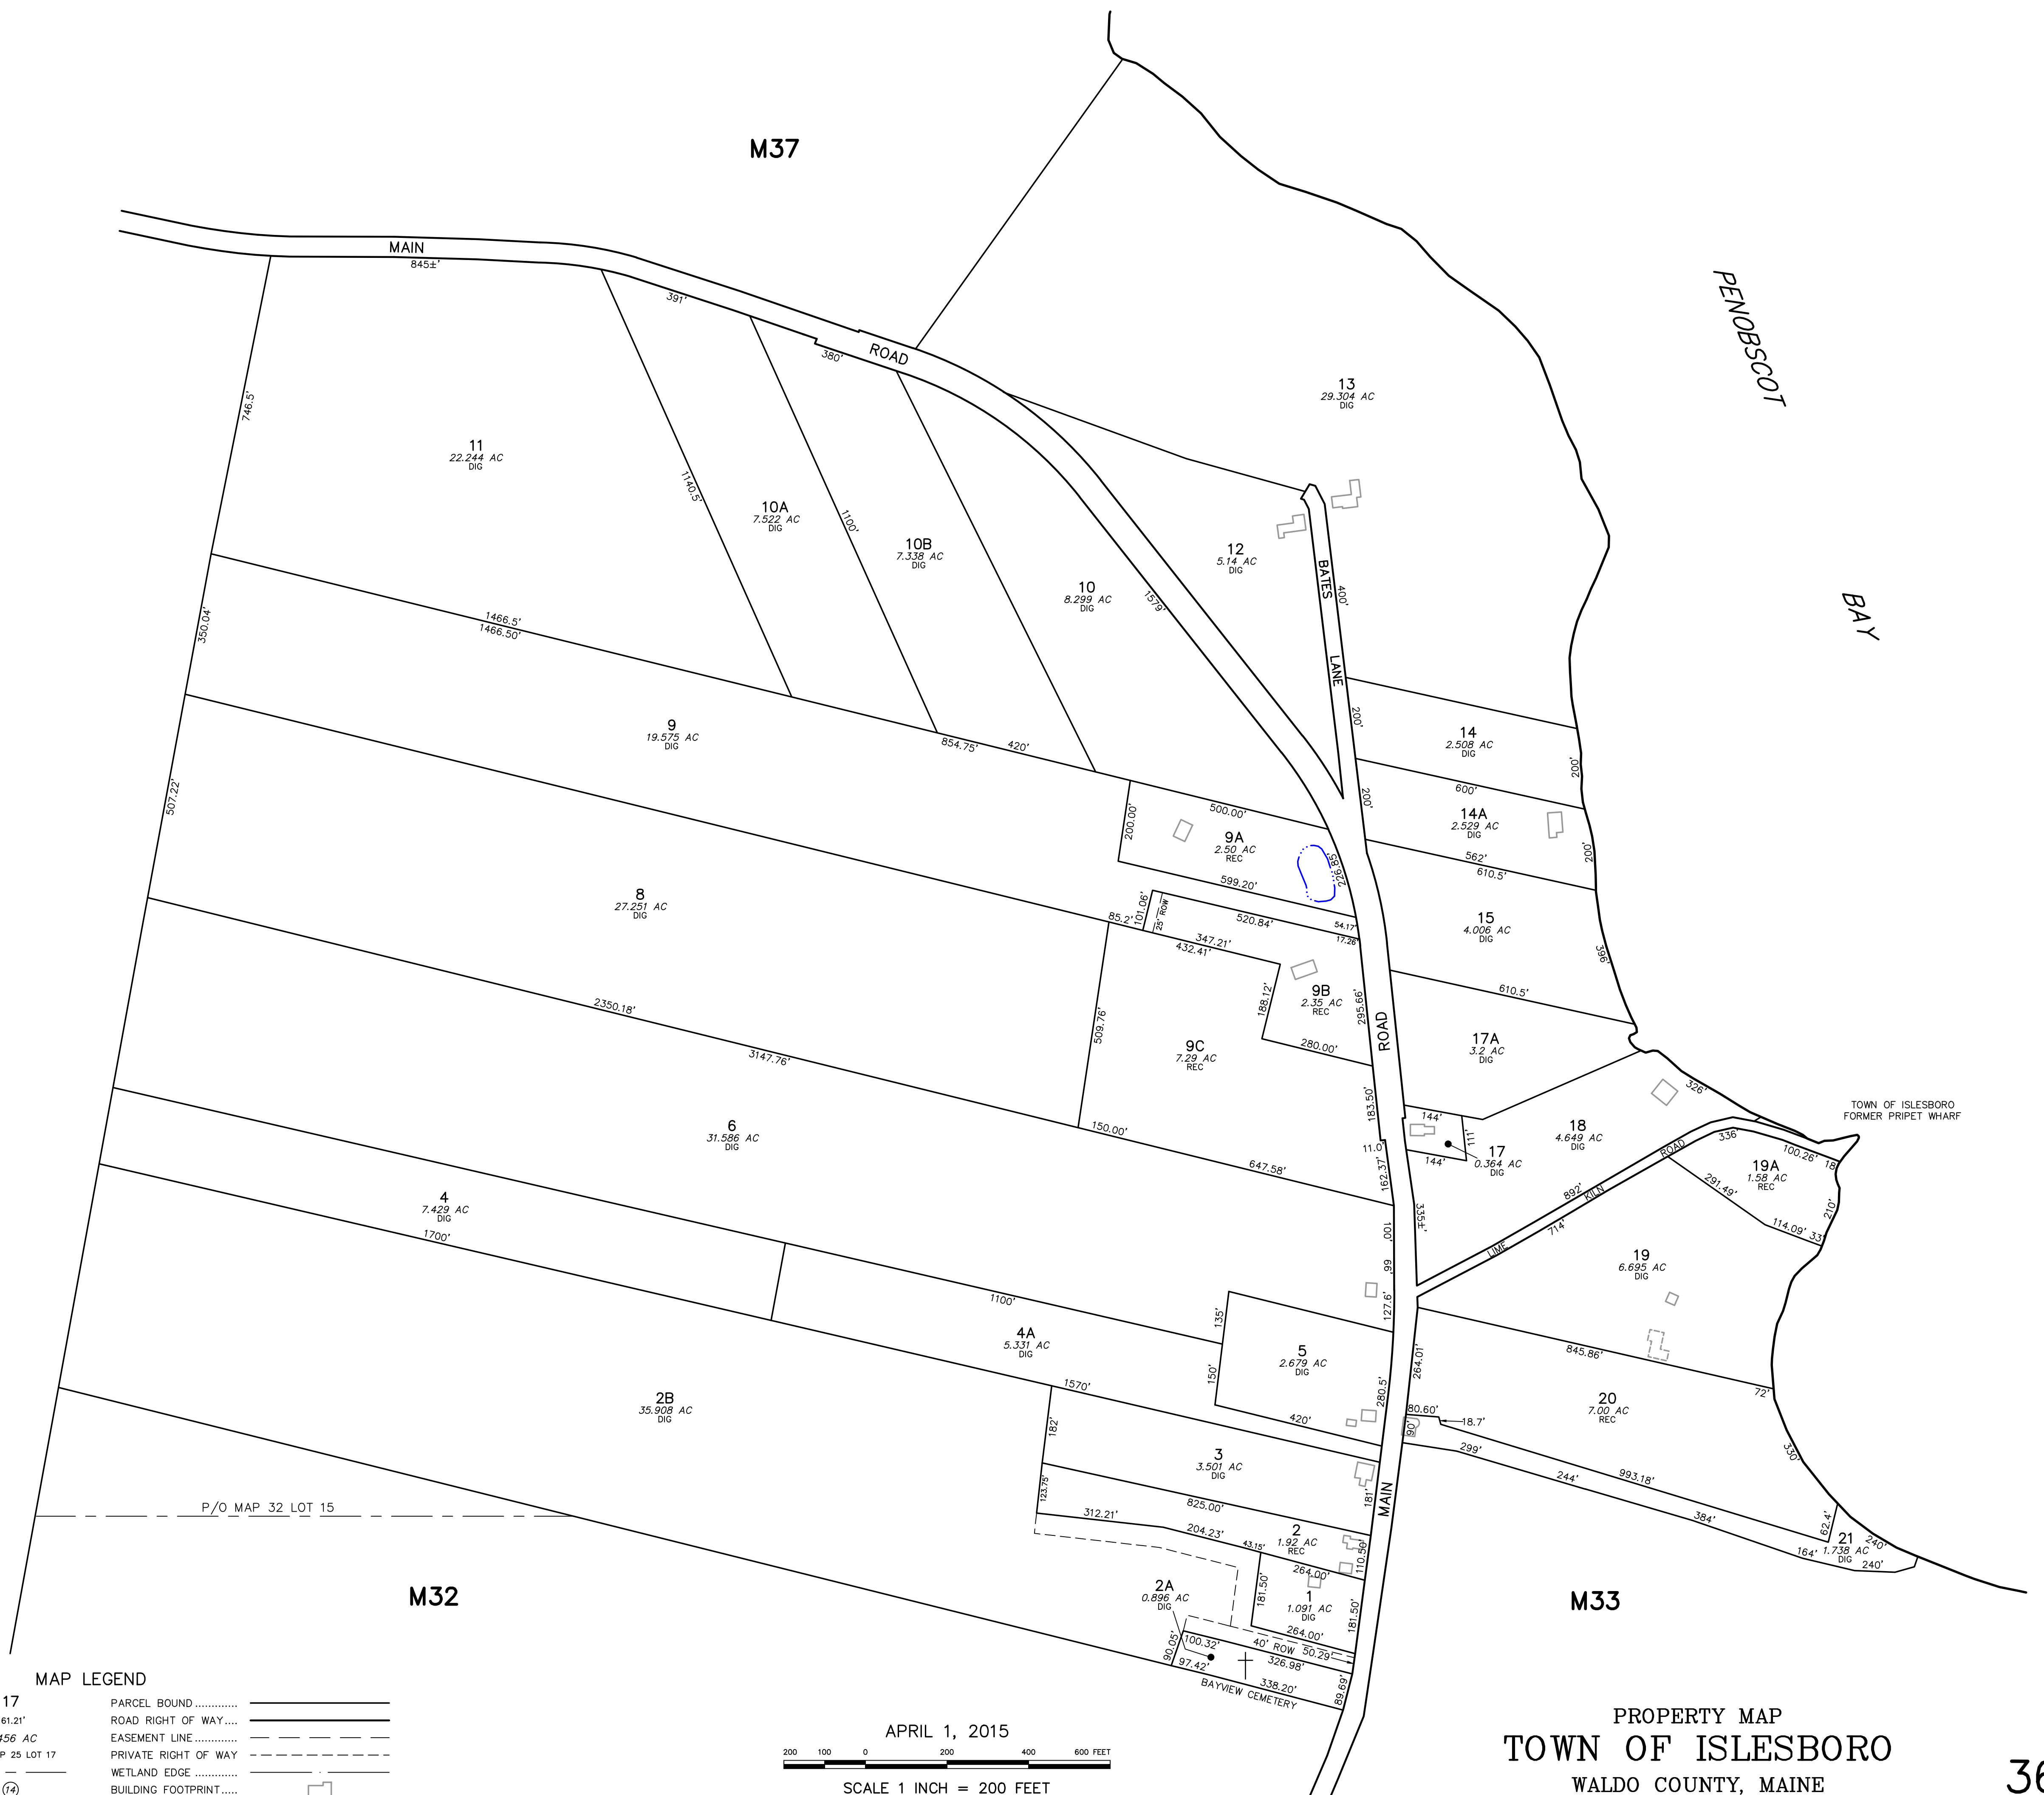 M37
MAIN
845±'
391'
ROAD
380'
PENOBSCOT
BAY
13
29.304 AC
DIG
746.5'
11
22.244 AC
DIG
1140.5'
10A
7.522 AC
DIG
1100'
10B
7.338 AC
DIG
10
8.299 AC
DIG
1579'
12
5.14 AC
DIG
BATES
LANE
400'
350.04'
1466.5'
1466.50'
200'
14
2.508 AC
DIG
200'
600'
9
19.575 AC
DIG
854.75'
420'
507.22'
200.00'
500.00'
9A
2.50 AC
REC
226.85'
599.20'
200'
14A
2.529 AC
DIG
200'
562'
610.5'
8
27.251 AC
DIG
85.2'
101.06'
25' ROW
520.84'
54.17'
17.26'
347.21'
432.41'
15
4.006 AC
DIG
396'
610.5'
9B
2.35 AC
REC
188.12'
295.66'
280.00'
ROAD
2350.18'
3147.76'
509.76'
9C
7.29 AC
REC
17A
3.2 AC
DIG
326'
TOWN OF ISLESBORO
FORMER PRIPET WHARF
183.50'
144'
111'
144'
17
0.364 AC
DIG
18
4.649 AC
DIG
336'
100.26'
18'
19A
1.58 AC
REC
291.49'
114.09'
33'
210'
6
31.586 AC
DIG
150.00'
647.58'
11.0'
162.37'
335±'
892'
LIME
KILN
ROAD
714'
100'
66'
127.6'
4
7.429 AC
DIG
1700'
1100'
4A
5.331 AC
DIG
135'
150'
5
2.679 AC
DIG
280.5'
420'
19
6.695 AC
DIG
264.01'
845.86'
72'
20
7.00 AC
REC
80.60'
18.7'
90'
299'
244'
993.18'
384'
330'
62.4'
164'
21
1.738 AC
DIG
240'
240'
2B
35.908 AC
DIG
1570'
182'
3
3.501 AC
DIG
181'
MAIN
123.75'
825.00'
312.21'
204.23'
43.15'
2
1.92 AC
REC
110.50'
264.00'
181.50'
1
1.091 AC
DIG
181.50'
264.00'
2A
0.896 AC
DIG
90.05'
100.32'
97.42'
40' ROW
50.29'
326.98'
338.20'
89.69'
BAYVIEW CEMETERY
P/O MAP 32 LOT 15
M32
M33
MAP LEGEND
17
61.21'
456 AC
P 25 LOT 17
(14)
PARCEL BOUND .............
ROAD RIGHT OF WAY....
EASEMENT LINE .............
PRIVATE RIGHT OF WAY
WETLAND EDGE .............
BUILDING FOOTPRINT.....
APRIL 1, 2015
200 100 0 200 400 600 FEET
SCALE 1 INCH = 200 FEET
PROPERTY MAP
TOWN OF ISLESBORO
WALDO COUNTY, MAINE
36